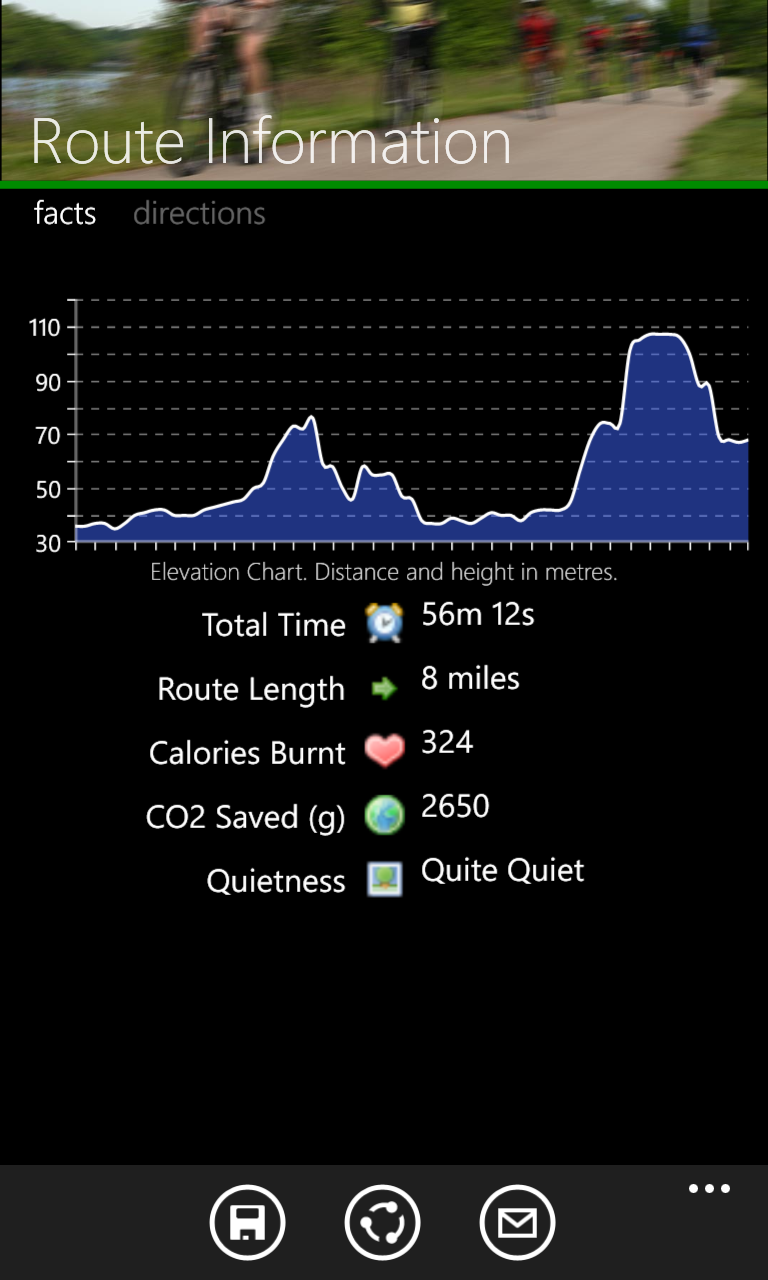 Route Information
facts directions
110
90
70
50
30
Elevation Chart. Distance and height in metres.
Total Time 56m 12s
Route Length 8 miles
Calories Burnt 324
CO2 Saved (g) 2650
Quietness Quite Quiet